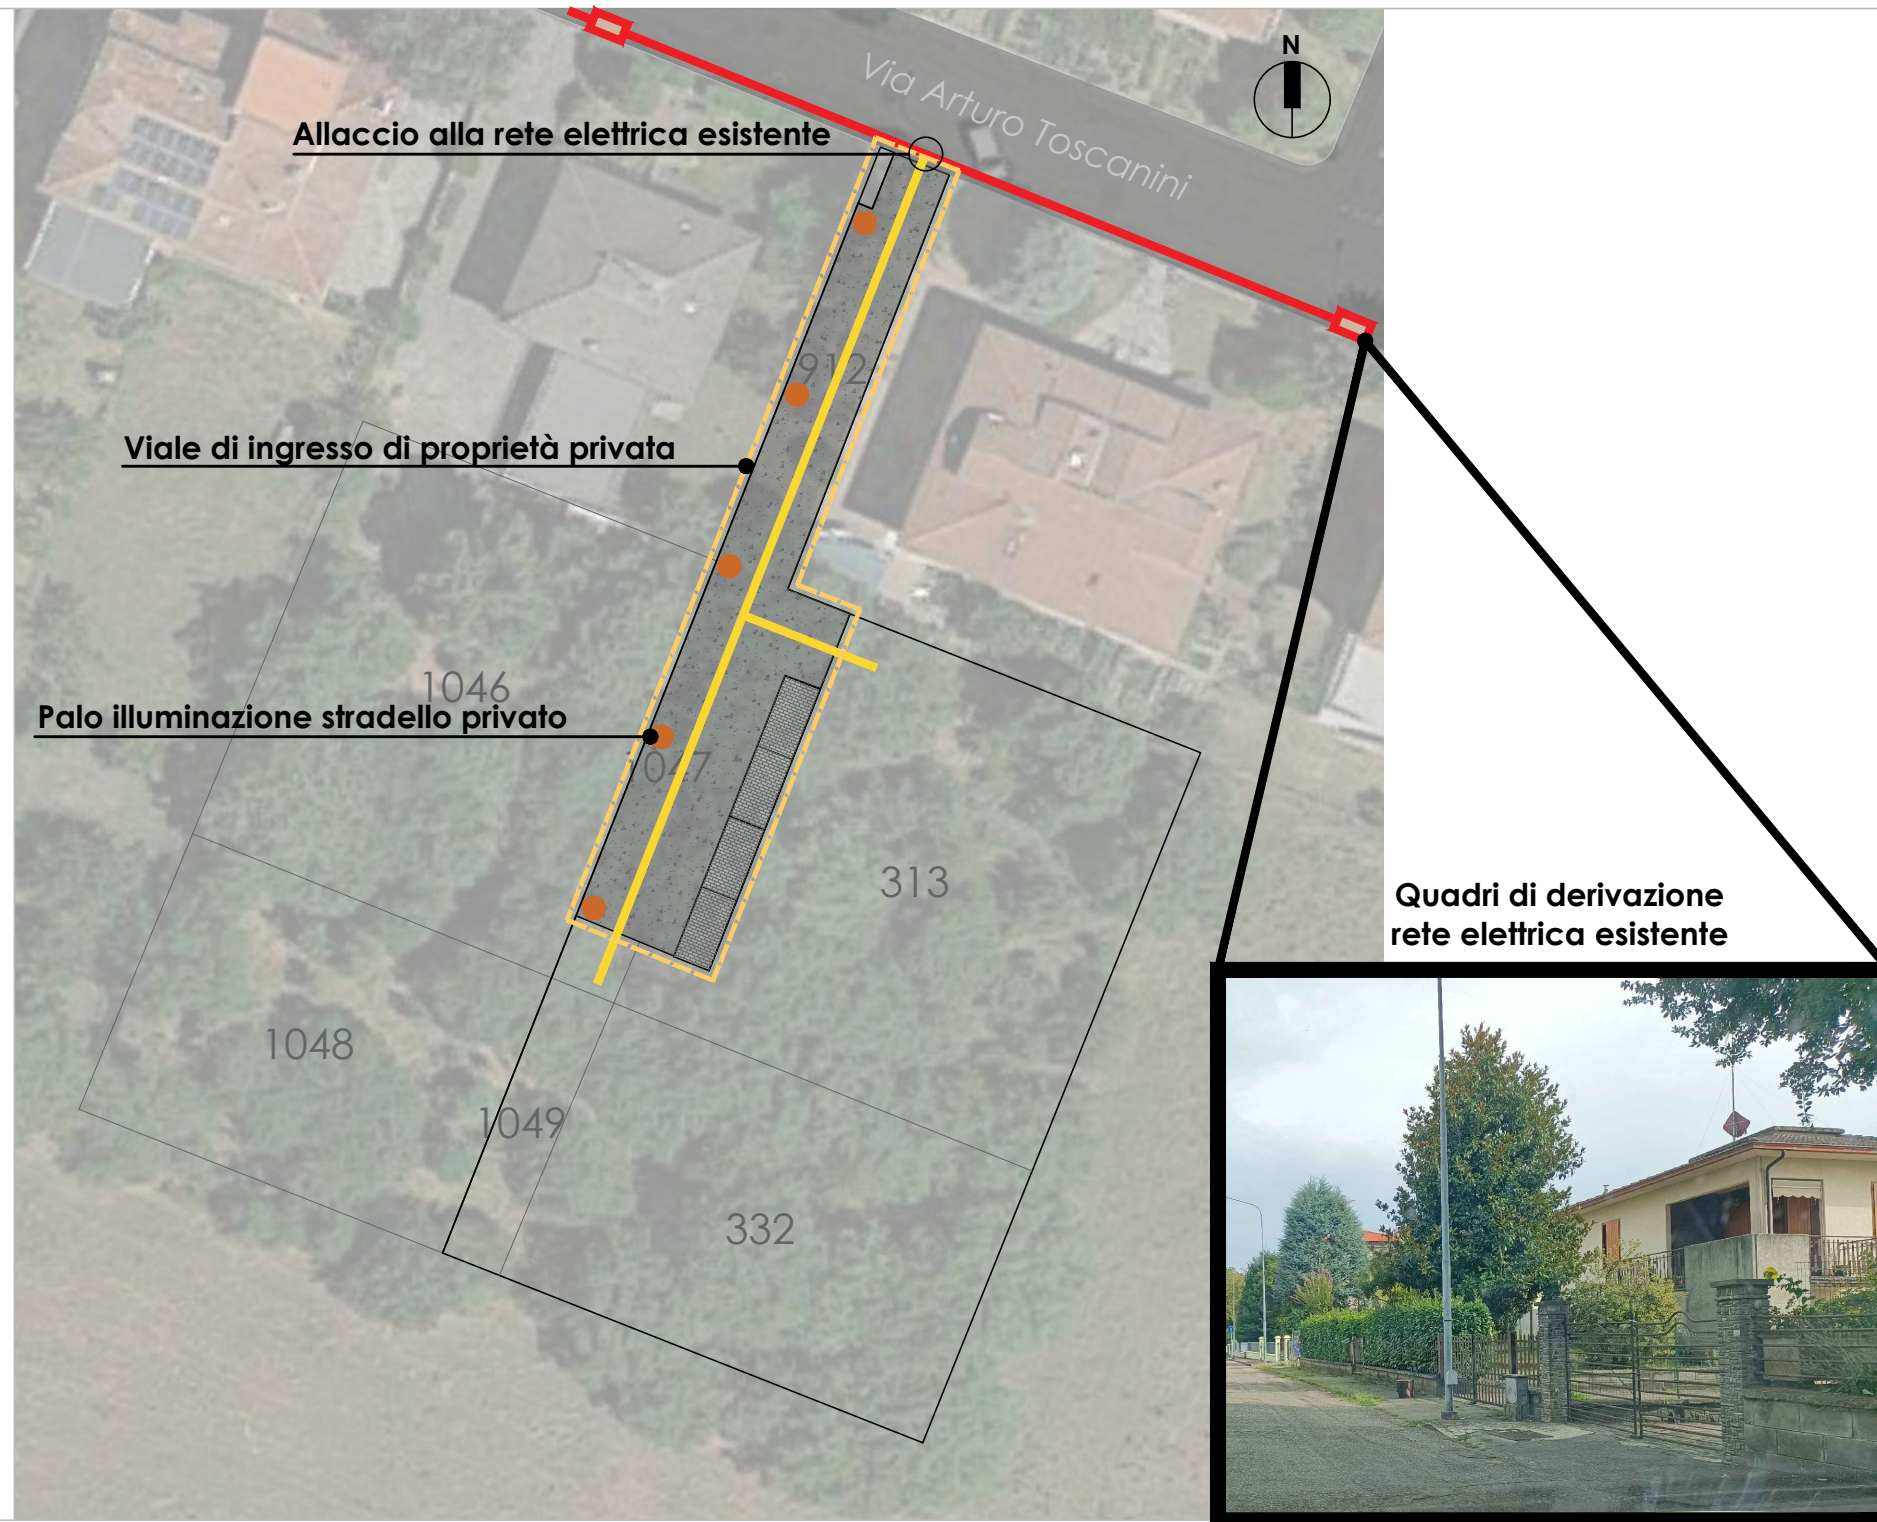 N
Via Arturo Toscanini
Allaccio alla rete elettrica esistente
912
Viale di ingresso di proprietà privata
1046
Palo illuminazione stradello privato
1047
313
Quadri di derivazione
rete elettrica esistente
1048
1049
332